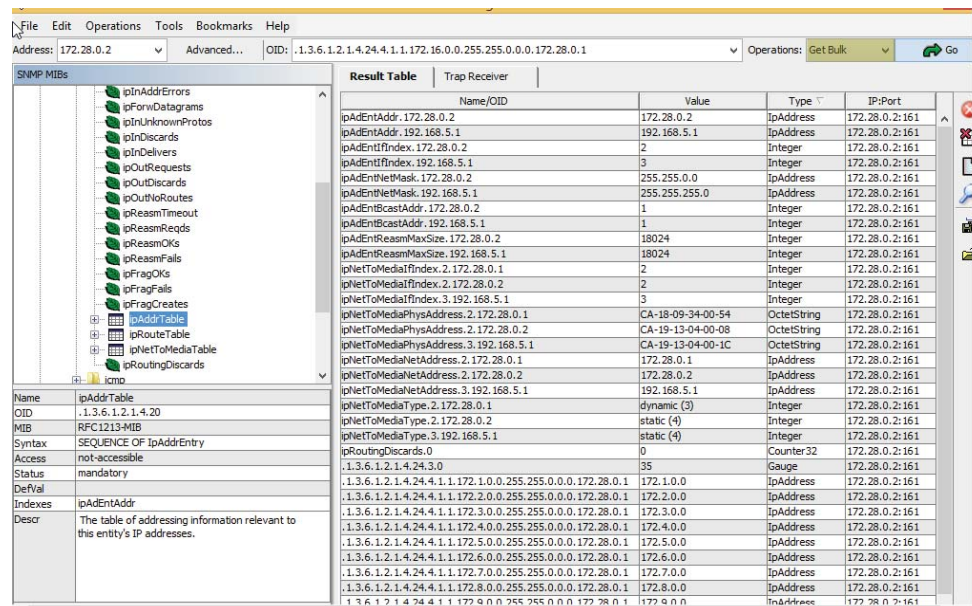 File Edit Operations Tools Bookmarks Help
Address: 172.28.0.2 Advanced... OID: .1.3.6.1.2.1.4.24.4.1.1.172.16.0.0.255.255.0.0.0.172.28.0.1 Operations: Get Bulk Go
SNMP MIBs
ipInAddrErrors
ipForwDatagrams
ipInUnknownProtos
ipInDiscards
ipInDelivers
ipOutRequests
ipOutDiscards
ipOutNoRoutes
ipReasmTimeout
ipReasmReqds
ipReasmOKs
ipReasmFails
ipFragOKs
ipFragFails
ipFragCreates
ipAddrTable
ipRouteTable
ipNetToMediaTable
ipRoutingDiscards
icmp
Name ipAddrTable
OID .1.3.6.1.2.1.4.20
MIB RFC1213-MIB
Syntax SEQUENCE OF IpAddrEntry
Access not-accessible
Status mandatory
DefVal
Indexes ipAdEntAddr
Descr The table of addressing information relevant to
this entity's IP addresses.
Result Table Trap Receiver
Name/OID Value Type IP:Port
ipAdEntAddr.172.28.0.2 172.28.0.2 IpAddress 172.28.0.2:161
ipAdEntAddr.192.168.5.1 192.168.5.1 IpAddress 172.28.0.2:161
ipAdEntIfIndex.172.28.0.2 2 Integer 172.28.0.2:161
ipAdEntIfIndex.192.168.5.1 3 Integer 172.28.0.2:161
ipAdEntNetMask.172.28.0.2 255.255.0.0 IpAddress 172.28.0.2:161
ipAdEntNetMask.192.168.5.1 255.255.255.0 IpAddress 172.28.0.2:161
ipAdEntBcastAddr.172.28.0.2 1 Integer 172.28.0.2:161
ipAdEntBcastAddr.192.168.5.1 1 Integer 172.28.0.2:161
ipAdEntReasmMaxSize.172.28.0.2 18024 Integer 172.28.0.2:161
ipAdEntReasmMaxSize.192.168.5.1 18024 Integer 172.28.0.2:161
ipNetToMediaIfIndex.2.172.28.0.1 2 Integer 172.28.0.2:161
ipNetToMediaIfIndex.2.172.28.0.2 2 Integer 172.28.0.2:161
ipNetToMediaIfIndex.3.192.168.5.1 3 Integer 172.28.0.2:161
ipNetToMediaPhysAddress.2.172.28.0.1 CA-18-09-34-00-54 OctetString 172.28.0.2:161
ipNetToMediaPhysAddress.2.172.28.0.2 CA-19-13-04-00-08 OctetString 172.28.0.2:161
ipNetToMediaPhysAddress.3.192.168.5.1 CA-19-13-04-00-1C OctetString 172.28.0.2:161
ipNetToMediaNetAddress.2.172.28.0.1 172.28.0.1 IpAddress 172.28.0.2:161
ipNetToMediaNetAddress.2.172.28.0.2 172.28.0.2 IpAddress 172.28.0.2:161
ipNetToMediaNetAddress.3.192.168.5.1 192.168.5.1 IpAddress 172.28.0.2:161
ipNetToMediaType.2.172.28.0.1 dynamic (3) Integer 172.28.0.2:161
ipNetToMediaType.2.172.28.0.2 static (4) Integer 172.28.0.2:161
ipNetToMediaType.3.192.168.5.1 static (4) Integer 172.28.0.2:161
ipRoutingDiscards.0 0 Counter32 172.28.0.2:161
.1.3.6.1.2.1.4.24.3.0 35 Gauge 172.28.0.2:161
.1.3.6.1.2.1.4.24.4.1.1.172.1.0.0.255.255.0.0.0.172.28.0.1 172.1.0.0 IpAddress 172.28.0.2:161
.1.3.6.1.2.1.4.24.4.1.1.172.2.0.0.255.255.0.0.0.172.28.0.1 172.2.0.0 IpAddress 172.28.0.2:161
.1.3.6.1.2.1.4.24.4.1.1.172.3.0.0.255.255.0.0.0.172.28.0.1 172.3.0.0 IpAddress 172.28.0.2:161
.1.3.6.1.2.1.4.24.4.1.1.172.4.0.0.255.255.0.0.0.172.28.0.1 172.4.0.0 IpAddress 172.28.0.2:161
.1.3.6.1.2.1.4.24.4.1.1.172.5.0.0.255.255.0.0.0.172.28.0.1 172.5.0.0 IpAddress 172.28.0.2:161
.1.3.6.1.2.1.4.24.4.1.1.172.6.0.0.255.255.0.0.0.172.28.0.1 172.6.0.0 IpAddress 172.28.0.2:161
.1.3.6.1.2.1.4.24.4.1.1.172.7.0.0.255.255.0.0.0.172.28.0.1 172.7.0.0 IpAddress 172.28.0.2:161
.1.3.6.1.2.1.4.24.4.1.1.172.8.0.0.255.255.0.0.0.172.28.0.1 172.8.0.0 IpAddress 172.28.0.2:161
.1.3.6.1.2.1.4.24.4.1.1.172.9.0.0.255.255.0.0.0.172.28.0.1 172.9.0.0 IpAddress 172.28.0.2:161